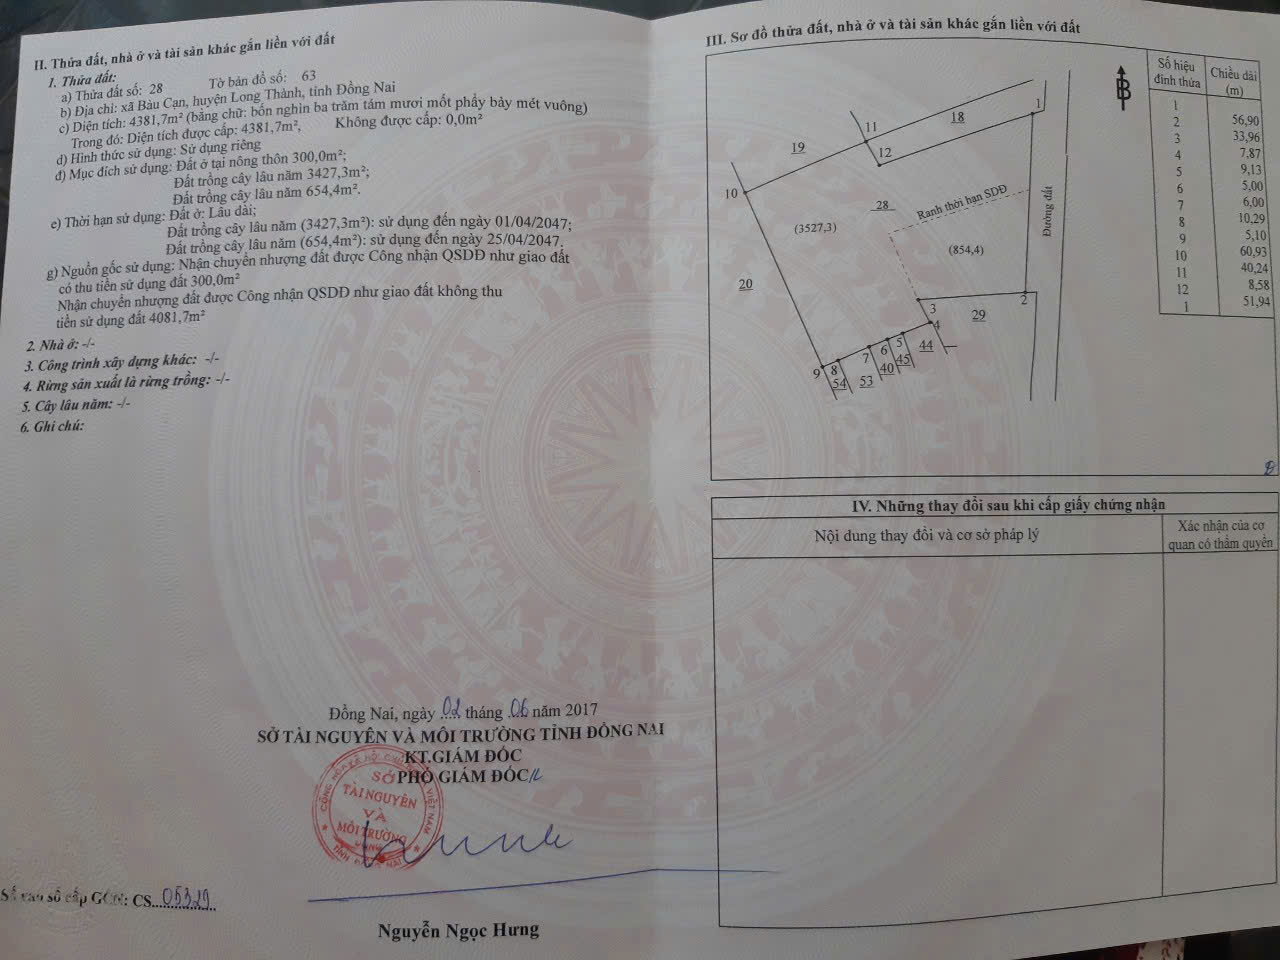 II. Thửa đất, nhà ở và tài sản khác gắn liền với đất
1. Thửa đất:
a) Thửa đất số: 28 Tờ bản đồ số: 63
b) Địa chỉ: xã Bàu Cạn, huyện Long Thành, tỉnh Đồng Nai
c) Diện tích: 4381,7m² (bằng chữ: bốn nghìn ba trăm tám mươi mốt phẩy bảy mét vuông)
Trong đó: Diện tích được cấp: 4381,7m², Không được cấp: 0,0m²
d) Hình thức sử dụng: Sử dụng riêng
đ) Mục đích sử dụng: Đất ở tại nông thôn 300,0m²;
Đất trồng cây lâu năm 3427,3m²;
Đất trồng cây lâu năm 654,4m².
e) Thời hạn sử dụng: Đất ở: Lâu dài;
Đất trồng cây lâu năm (3427,3m²): sử dụng đến ngày 01/04/2047;
Đất trồng cây lâu năm (654,4m²): sử dụng đến ngày 25/04/2047.
g) Nguồn gốc sử dụng: Nhận chuyển nhượng đất được Công nhận QSDĐ như giao đất
có thu tiền sử dụng đất 300,0m²
Nhận chuyển nhượng đất được Công nhận QSDĐ như giao đất không thu
tiền sử dụng đất 4081,7m²
2. Nhà ở: -/-
3. Công trình xây dựng khác: -/-
4. Rừng sản xuất là rừng trồng: -/-
5. Cây lâu năm: -/-
6. Ghi chú:
Đồng Nai, ngày 02 tháng 06 năm 2017
SỞ TÀI NGUYÊN VÀ MÔI TRƯỜNG TỈNH ĐỒNG NAI
KT.GIÁM ĐỐC
PHÓ GIÁM ĐỐC
SỞ
TÀI NGUYÊN
VÀ
MÔI TRƯỜNG
Số vào sổ cấp GCN: CS 05329
Nguyễn Ngọc Hưng
III. Sơ đồ thửa đất, nhà ở và tài sản khác gắn liền với đất
B
Số hiệu đỉnh thửa Chiều dài (m)
1
2 56,90
3 33,96
4 7,87
5 9,13
6 5,00
7 6,00
8 10,29
9 5,10
10 60,93
11 40,24
12 8,58
1 51,94
1
18
11
12
19
10
28
Ranh thời hạn SDĐ
(3527,3)
(854,4)
Đường đất
20
2
3
29
4
5
44
6
45
7
40
8
53
9
54
IV. Những thay đổi sau khi cấp giấy chứng nhận
Nội dung thay đổi và cơ sở pháp lý
Xác nhận của cơ quan có thẩm quyền